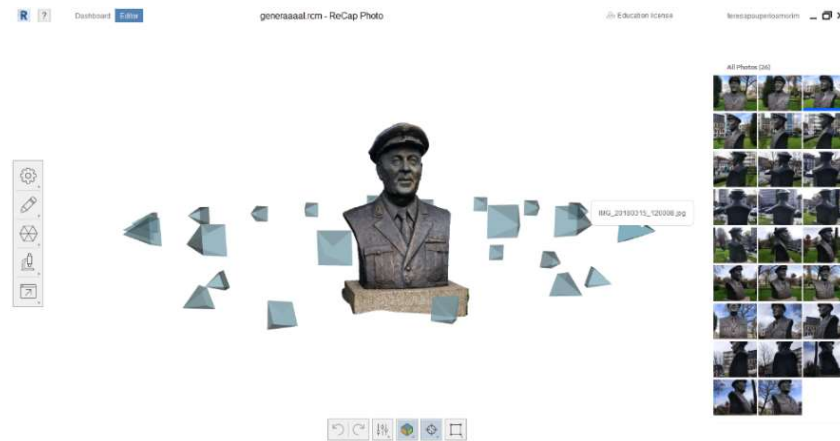 R ? Dashboard Editor
generaaaal.rcm - ReCap Photo
Education license
All Photos (26)
IMG_20180315_120008.jpg